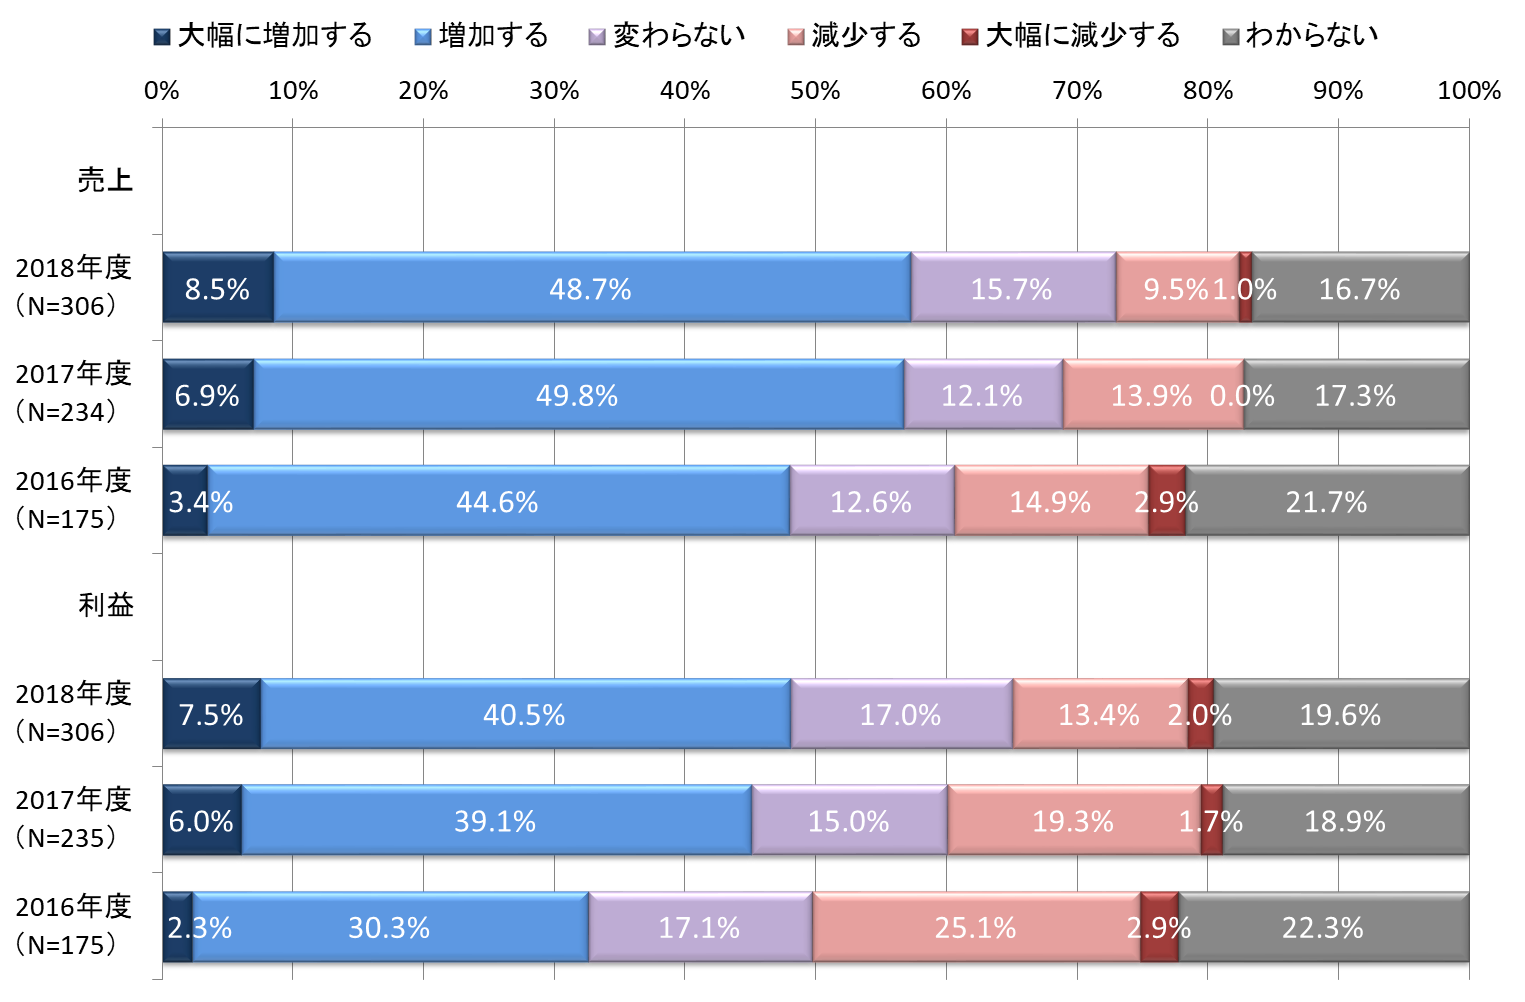 大幅に増加する 増加する 変わらない 減少する 大幅に減少する わからない
0% 10% 20% 30% 40% 50% 60% 70% 80% 90% 100%
売上
2018年度
（N=306）
8.5% 48.7% 15.7% 9.5% 1.0% 16.7%
2017年度
（N=234）
6.9% 49.8% 12.1% 13.9% 0.0% 17.3%
2016年度
（N=175）
3.4% 44.6% 12.6% 14.9% 2.9% 21.7%
利益
2018年度
（N=306）
7.5% 40.5% 17.0% 13.4% 2.0% 19.6%
2017年度
（N=235）
6.0% 39.1% 15.0% 19.3% 1.7% 18.9%
2016年度
（N=175）
2.3% 30.3% 17.1% 25.1% 2.9% 22.3%